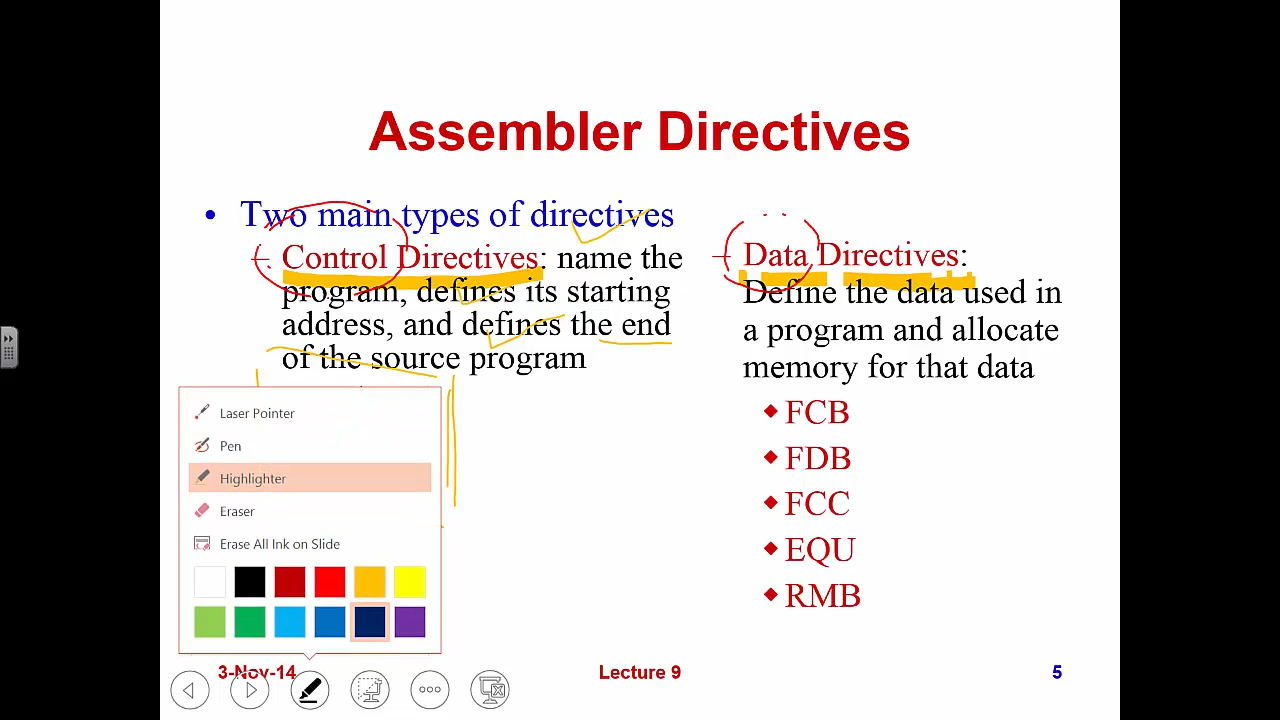 Assembler Directives
• Two main types of directives
– Control Directives: name the
program, defines its starting
address, and defines the end
of the source program
– Data Directives:
Define the data used in
a program and allocate
memory for that data
◆ FCB
◆ FDB
◆ FCC
◆ EQU
◆ RMB
Laser Pointer
Pen
Highlighter
Eraser
Erase All Ink on Slide
3-Nov-14
Lecture 9
5